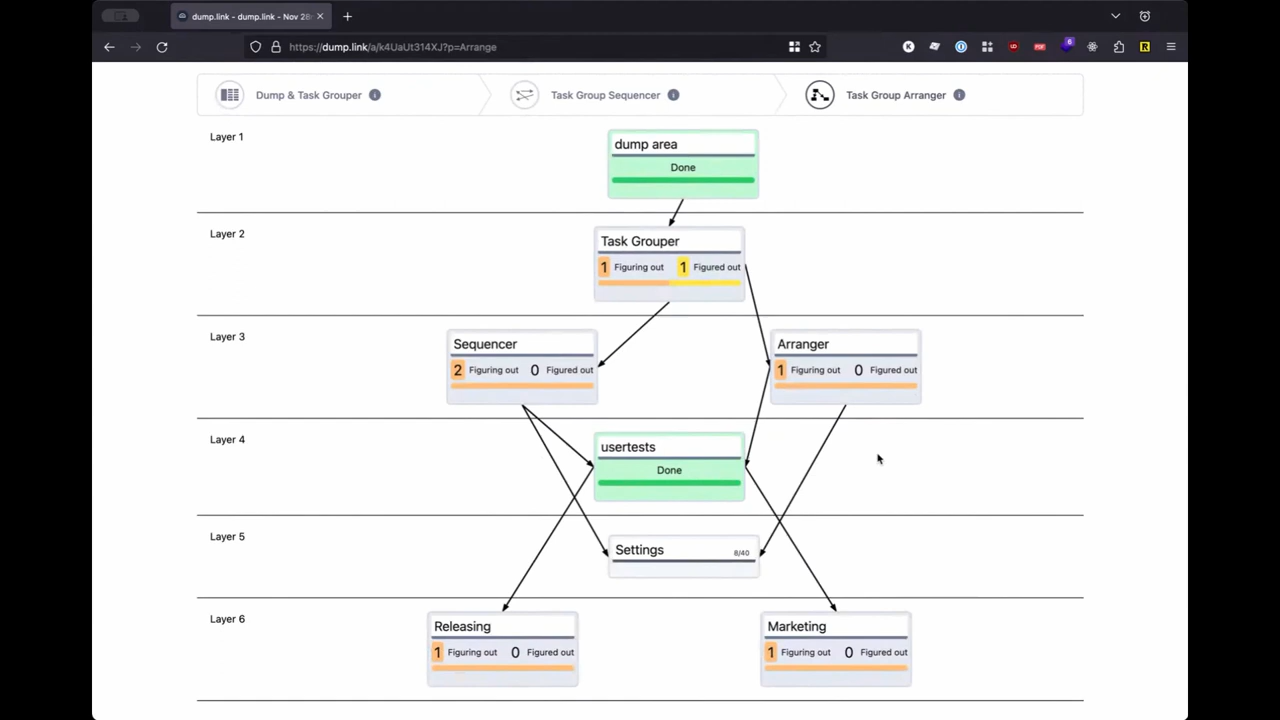 dump.link - dump.link - Nov 28
https://dump.link/a/k4UaUt314XJ?p=Arrange
6
Dump & Task Grouper
Task Group Sequencer
Task Group Arranger
Layer 1
dump area
Done
Layer 2
Task Grouper
1 Figuring out 1 Figured out
Layer 3
Sequencer
2 Figuring out 0 Figured out
Arranger
1 Figuring out 0 Figured out
Layer 4
usertests
Done
Layer 5
Settings 8/40
Layer 6
Releasing
1 Figuring out 0 Figured out
Marketing
1 Figuring out 0 Figured out